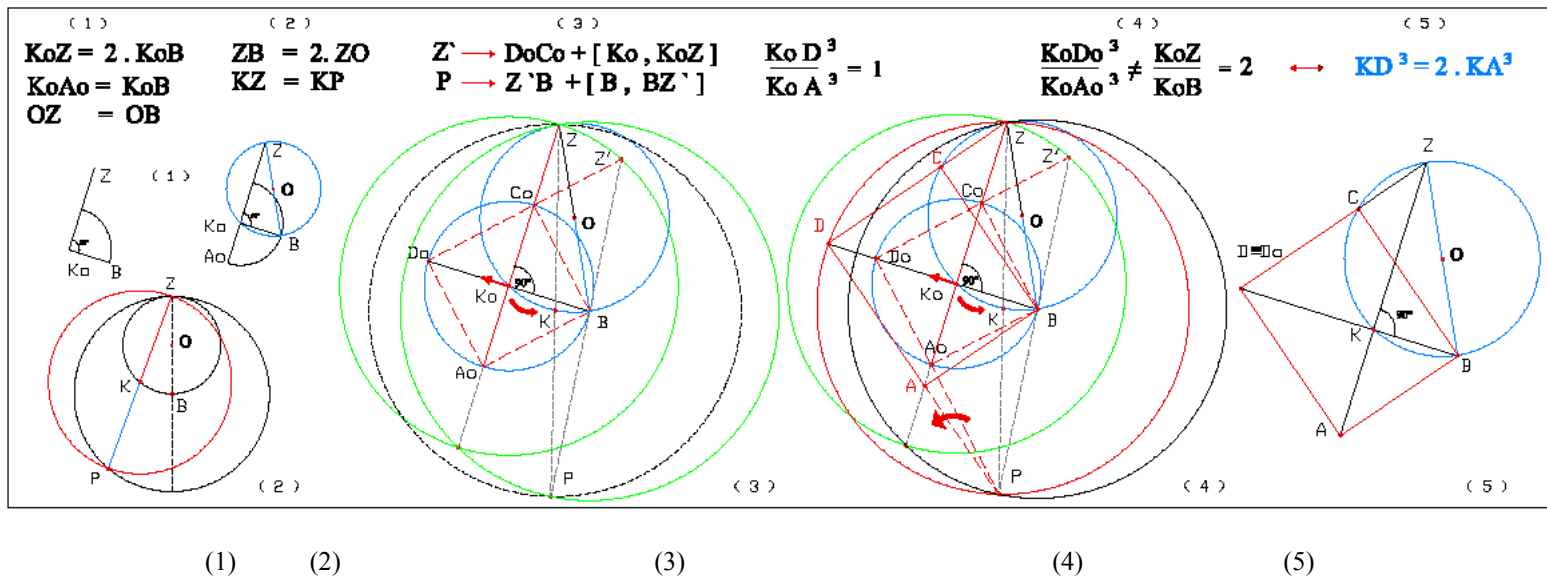 (1) (2) (3) (4) (5)
KoZ = 2 . KoB ZB = 2. ZO Z` → DoCo + [ Ko , KoZ ] Ko D ³ / Ko A ³ = 1 KoDo ³ / KoAo ³ ≠ KoZ / KoB = 2 ↔ KD ³ = 2 . KA³
KoAo = KoB KZ = KP P → Z `B + [ B , BZ` ]
OZ = OB
Z (1) Ko B
Z O Ko B Ao
Z O K B P (2)
Z Z' Co O Do Ko 90° K B Ao P (3)
Z Z' C Co D O Do Ko 90° K B Ao A P (4)
Z C D≡Do O K 90° B A (5)
(1) (2) (3) (4) (5)